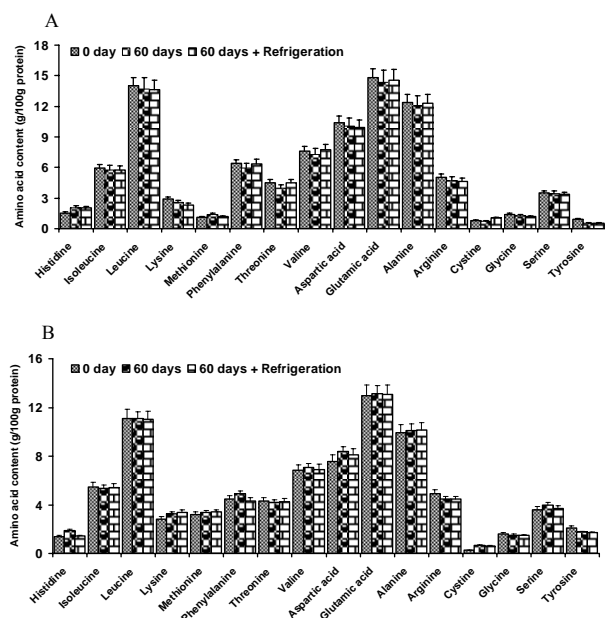 A
Amino acid content (g/100g protein)
18
15
12
9
6
3
0
0 day 60 days 60 days + Refrigeration
Histidine
Isoleucine
Leucine
Lysine
Methionine
Phenylalanine
Threonine
Valine
Aspartic acid
Glutamic acid
Alanine
Arginine
Cystine
Glycine
Serine
Tyrosine
B
Amino acid content (g/100g protein)
16
12
8
4
0
0 day 60 days 60 days + Refrigeration
Histidine
Isoleucine
Leucine
Lysine
Methionine
Phenylalanine
Threonine
Valine
Aspartic acid
Glutamic acid
Alanine
Arginine
Cystine
Glycine
Serine
Tyrosine